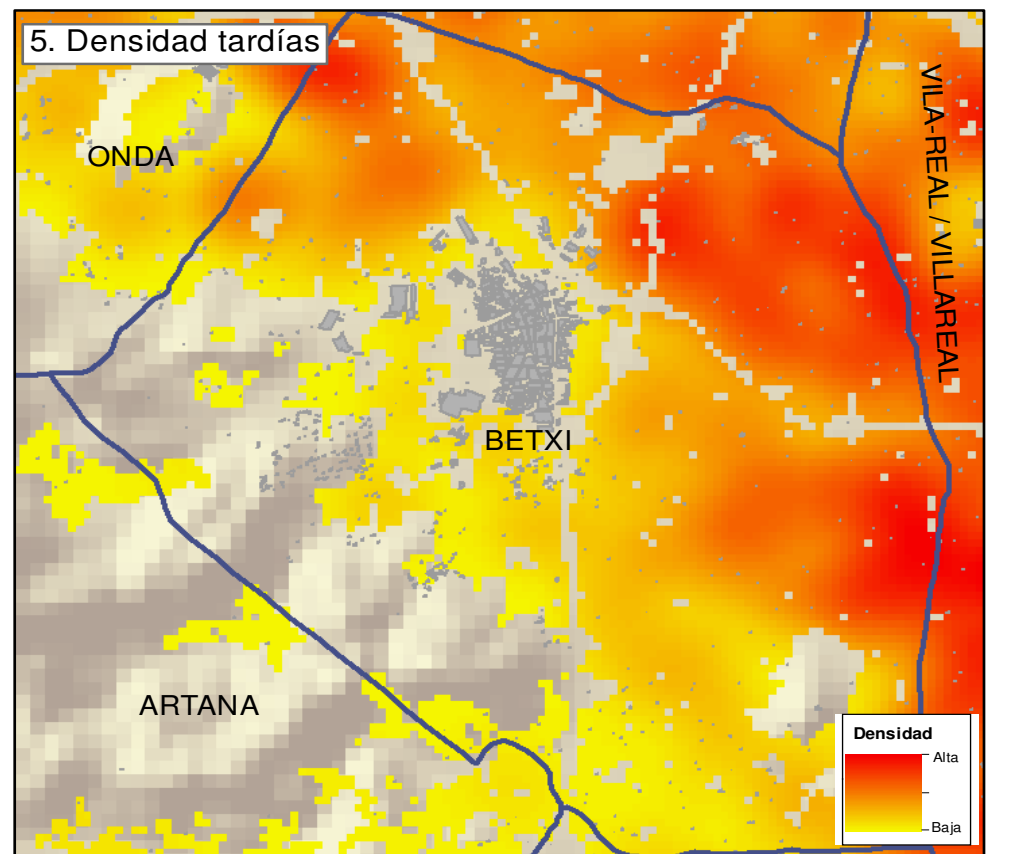 5. Densidad tardías
VILA-REAL / VILLAREAL
ONDA
BETXI
ARTANA
Densidad
Alta
Baja